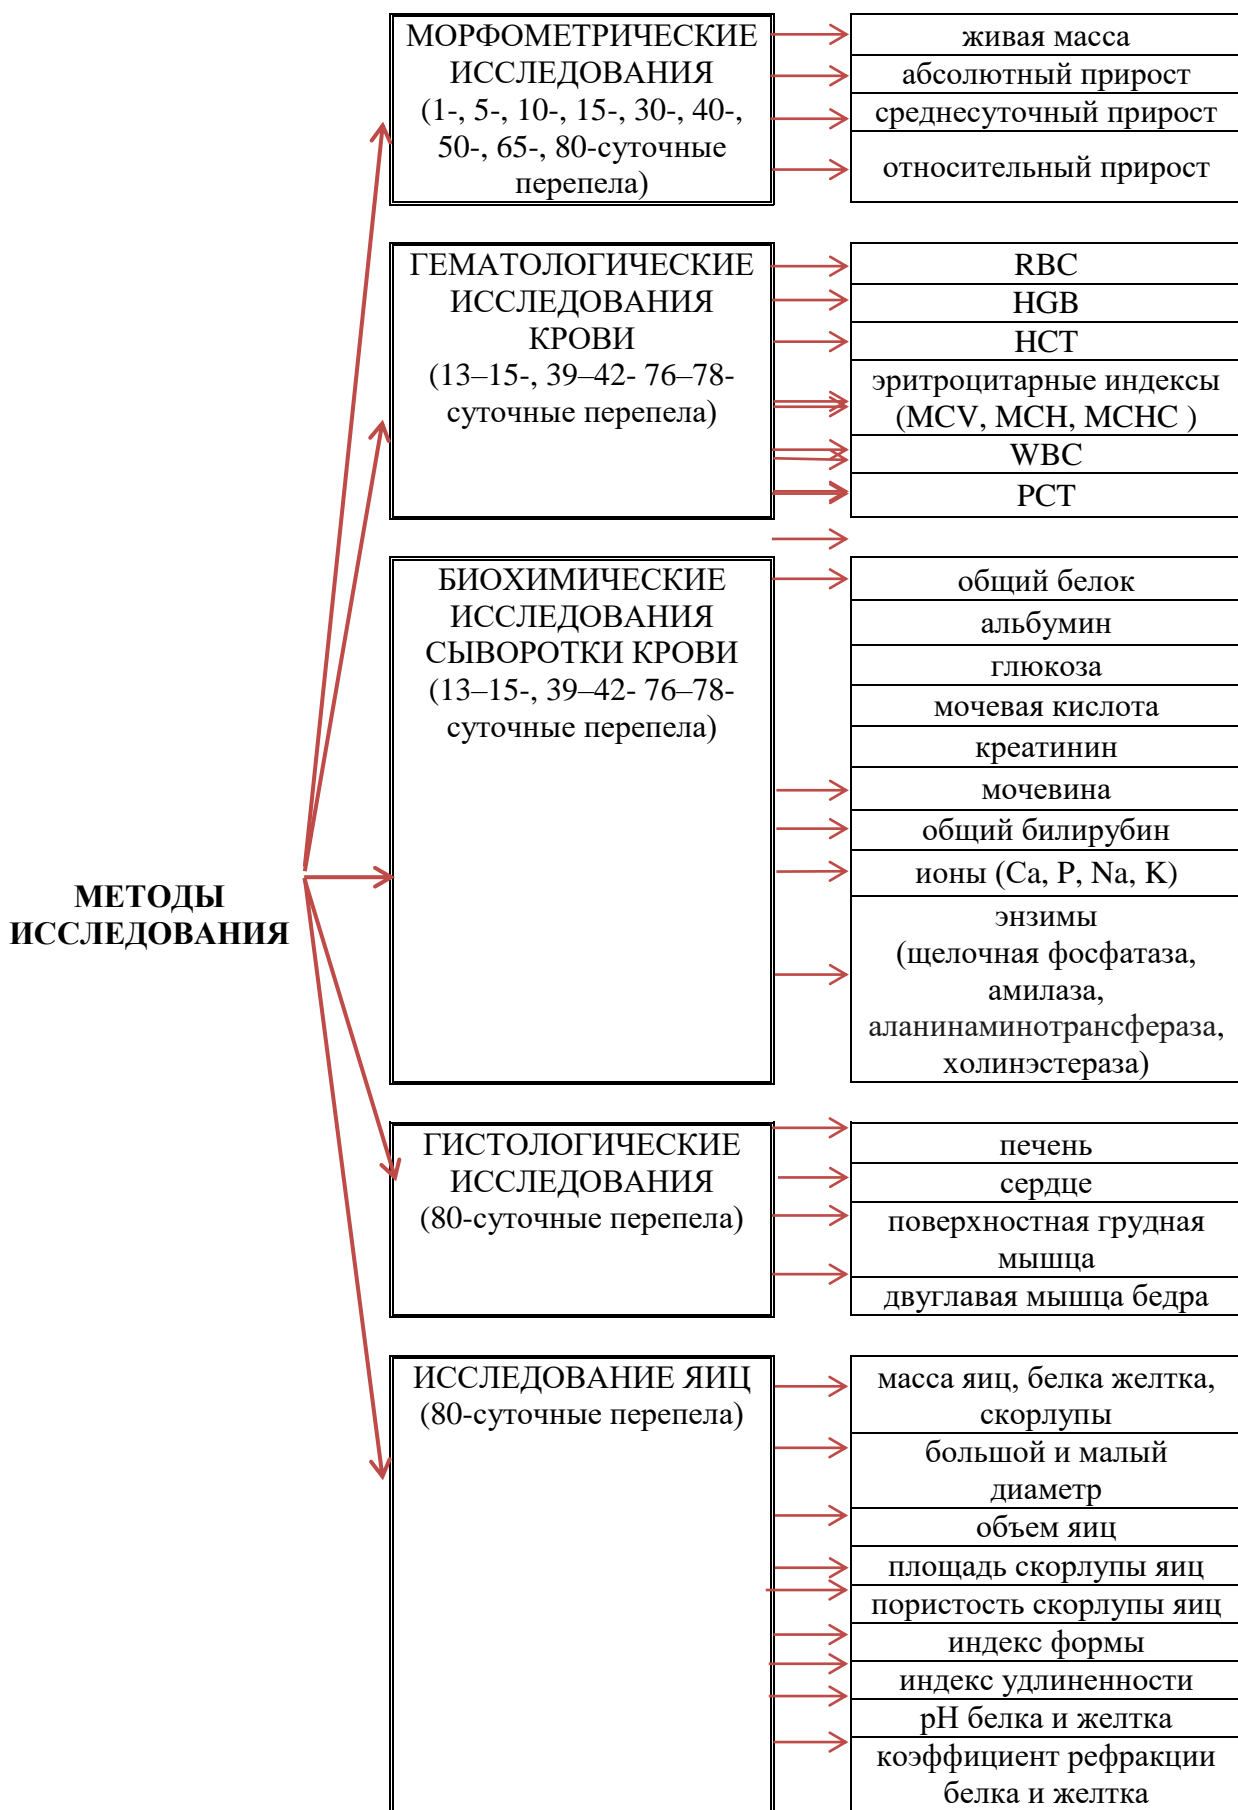 МЕТОДЫ
ИССЛЕДОВАНИЯ
МОРФОМЕТРИЧЕСКИЕ
ИССЛЕДОВАНИЯ
(1-, 5-, 10-, 15-, 30-, 40-,
50-, 65-, 80-суточные
перепела)
живая масса
абсолютный прирост
среднесуточный прирост
относительный прирост
ГЕМАТОЛОГИЧЕСКИЕ
ИССЛЕДОВАНИЯ
КРОВИ
(13–15-, 39–42- 76–78-
суточные перепела)
RBC
HGB
HCT
эритроцитарные индексы
(MCV, MCH, MCHC )
WBC
PCT
БИОХИМИЧЕСКИЕ
ИССЛЕДОВАНИЯ
СЫВОРОТКИ КРОВИ
(13–15-, 39–42- 76–78-
суточные перепела)
общий белок
альбумин
глюкоза
мочевая кислота
креатинин
мочевина
общий билирубин
ионы (Ca, P, Na, K)
энзимы
(щелочная фосфатаза,
амилаза,
аланинаминотрансфераза,
холинэстераза)
ГИСТОЛОГИЧЕСКИЕ
ИССЛЕДОВАНИЯ
(80-суточные перепела)
печень
сердце
поверхностная грудная
мышца
двуглавая мышца бедра
ИССЛЕДОВАНИЕ ЯИЦ
(80-суточные перепела)
масса яиц, белка желтка,
скорлупы
большой и малый
диаметр
объем яиц
площадь скорлупы яиц
пористость скорлупы яиц
индекс формы
индекс удлиненности
pH белка и желтка
коэффициент рефракции
белка и желтка